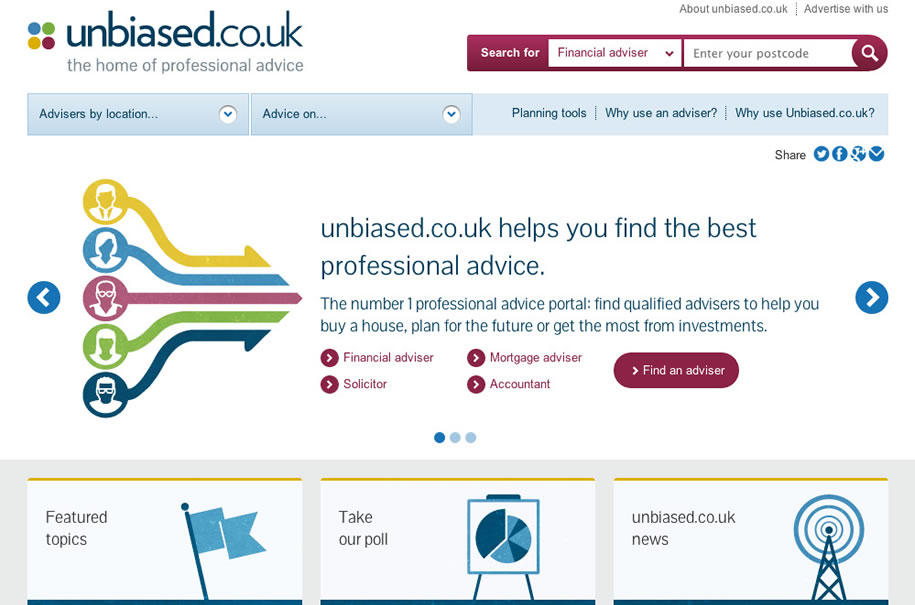 About unbiased.co.uk
Advertise with us
unbiased.co.uk
the home of professional advice
Search for
Financial adviser
Enter your postcode
Advisers by location...
Advice on...
Planning tools
Why use an adviser?
Why use Unbiased.co.uk?
Share
unbiased.co.uk helps you find the best
professional advice.
The number 1 professional advice portal: find qualified advisers to help you
buy a house, plan for the future or get the most from investments.
Financial adviser
Mortgage adviser
Solicitor
Accountant
Find an adviser
Featured
topics
Take
our poll
unbiased.co.uk
news